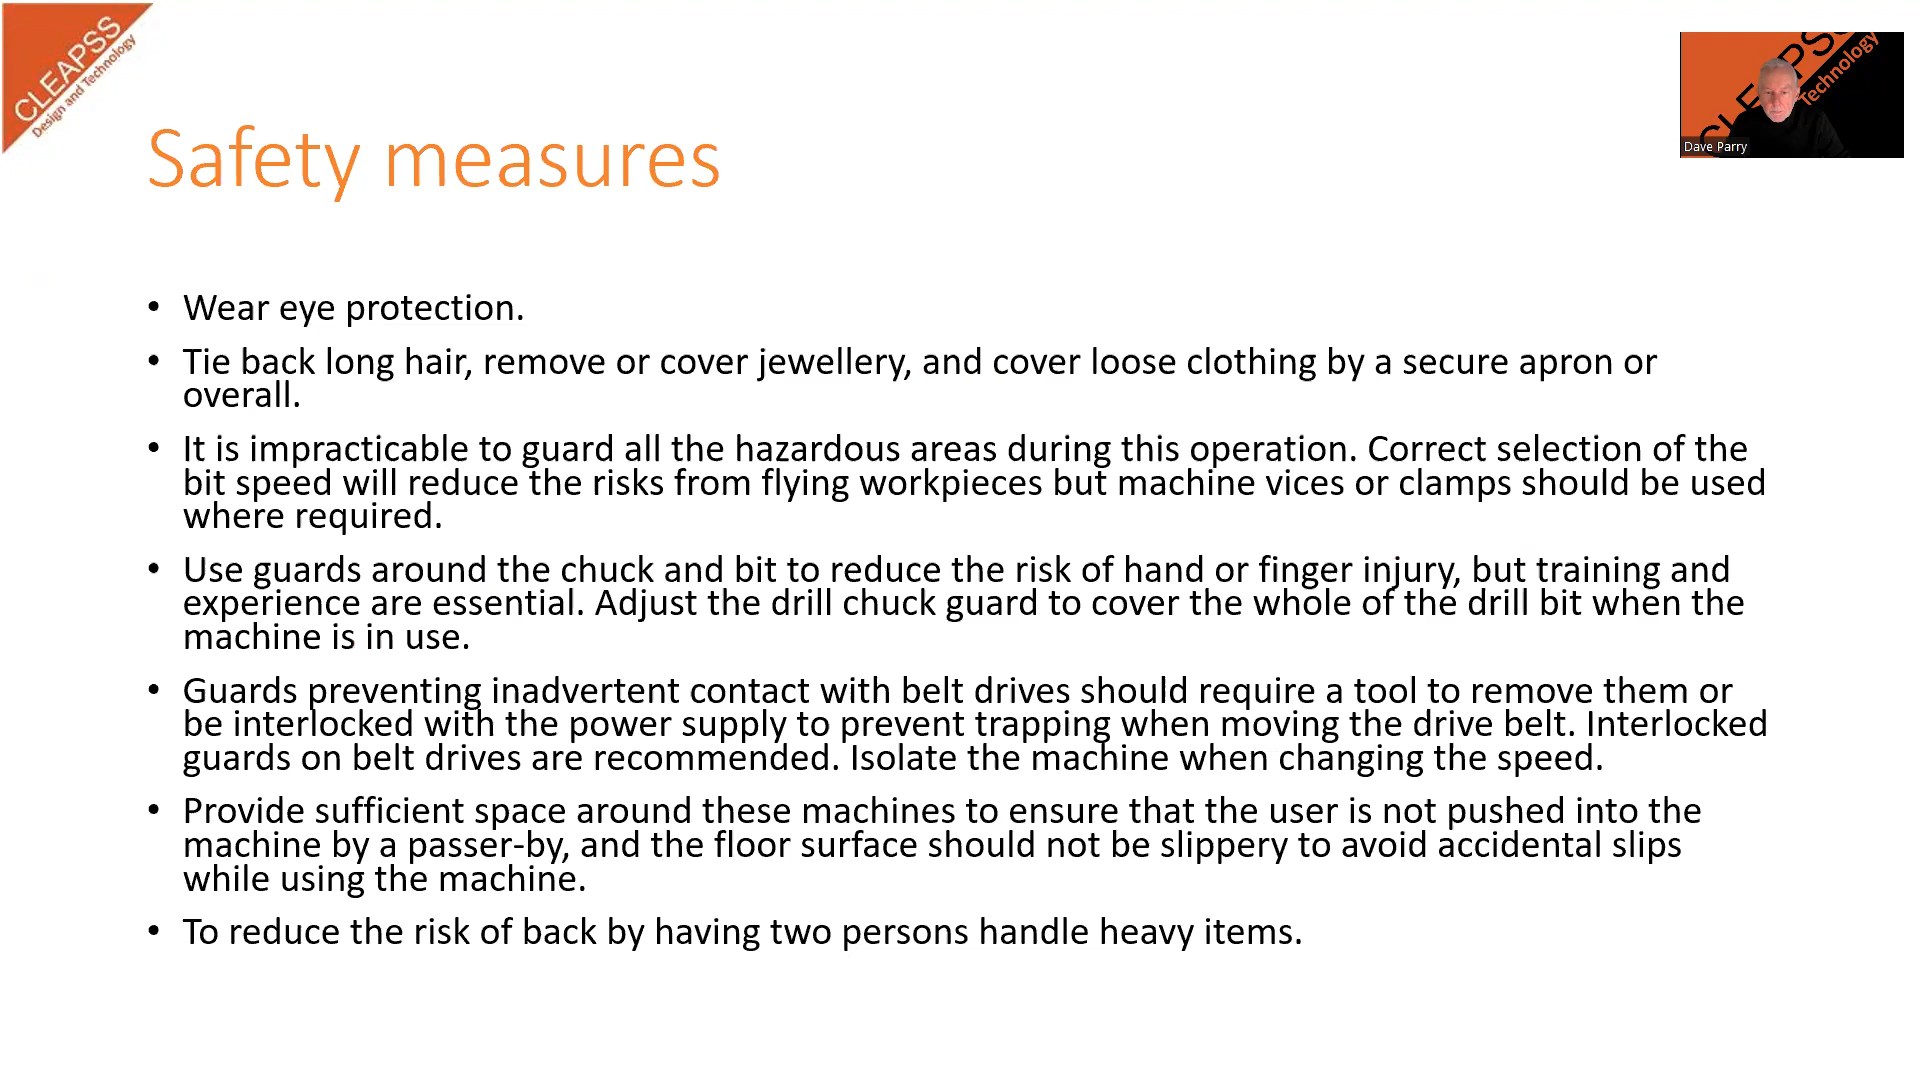 CLEAPSS
Design and Technology
Technology
Dave Parry
Safety measures
• Wear eye protection.
• Tie back long hair, remove or cover jewellery, and cover loose clothing by a secure apron or
overall.
• It is impracticable to guard all the hazardous areas during this operation. Correct selection of the
bit speed will reduce the risks from flying workpieces but machine vices or clamps should be used
where required.
• Use guards around the chuck and bit to reduce the risk of hand or finger injury, but training and
experience are essential. Adjust the drill chuck guard to cover the whole of the drill bit when the
machine is in use.
• Guards preventing inadvertent contact with belt drives should require a tool to remove them or
be interlocked with the power supply to prevent trapping when moving the drive belt. Interlocked
guards on belt drives are recommended. Isolate the machine when changing the speed.
• Provide sufficient space around these machines to ensure that the user is not pushed into the
machine by a passer-by, and the floor surface should not be slippery to avoid accidental slips
while using the machine.
• To reduce the risk of back by having two persons handle heavy items.